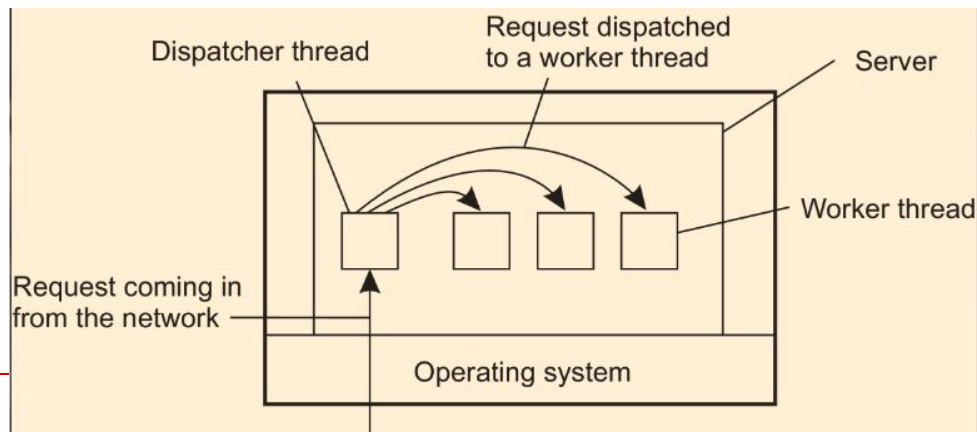 Request dispatched
to a worker thread
Dispatcher thread
Server
Worker thread
Request coming in
from the network
Operating system